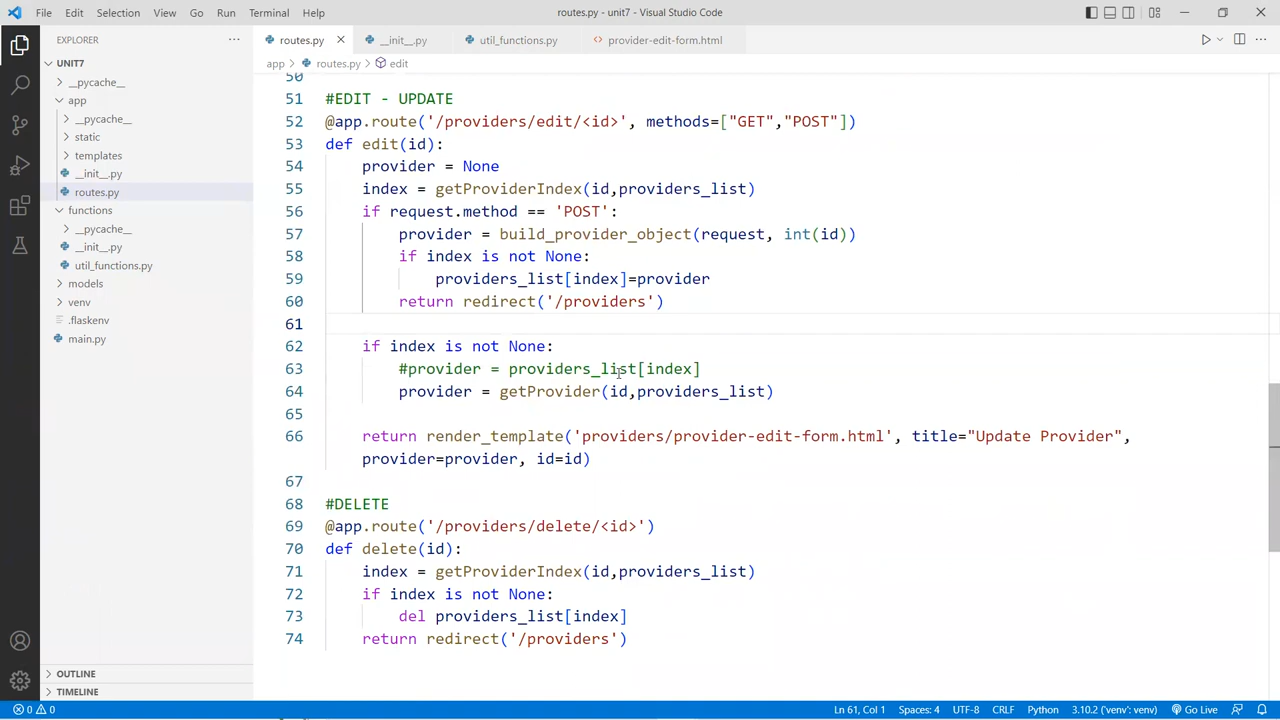 File Edit Selection View Go Run Terminal Help
routes.py - unit7 - Visual Studio Code
EXPLORER
UNIT7
__pycache__
app
__pycache__
static
templates
__init__.py
routes.py
functions
__pycache__
__init__.py
util_functions.py
models
venv
.flaskenv
main.py
OUTLINE
TIMELINE
routes.py __init__.py util_functions.py provider-edit-form.html
app > routes.py > edit
50
51 #EDIT - UPDATE
52 @app.route('/providers/edit/<id>', methods=["GET","POST"])
53 def edit(id):
54 provider = None
55 index = getProviderIndex(id,providers_list)
56 if request.method == 'POST':
57 provider = build_provider_object(request, int(id))
58 if index is not None:
59 providers_list[index]=provider
60 return redirect('/providers')
61
62 if index is not None:
63 #provider = providers_list[index]
64 provider = getProvider(id,providers_list)
65
66 return render_template('providers/provider-edit-form.html', title="Update Provider",
provider=provider, id=id)
67
68 #DELETE
69 @app.route('/providers/delete/<id>')
70 def delete(id):
71 index = getProviderIndex(id,providers_list)
72 if index is not None:
73 del providers_list[index]
74 return redirect('/providers')
0 0 Ln 61, Col 1 Spaces: 4 UTF-8 CRLF Python 3.10.2 ('venv': venv) Go Live